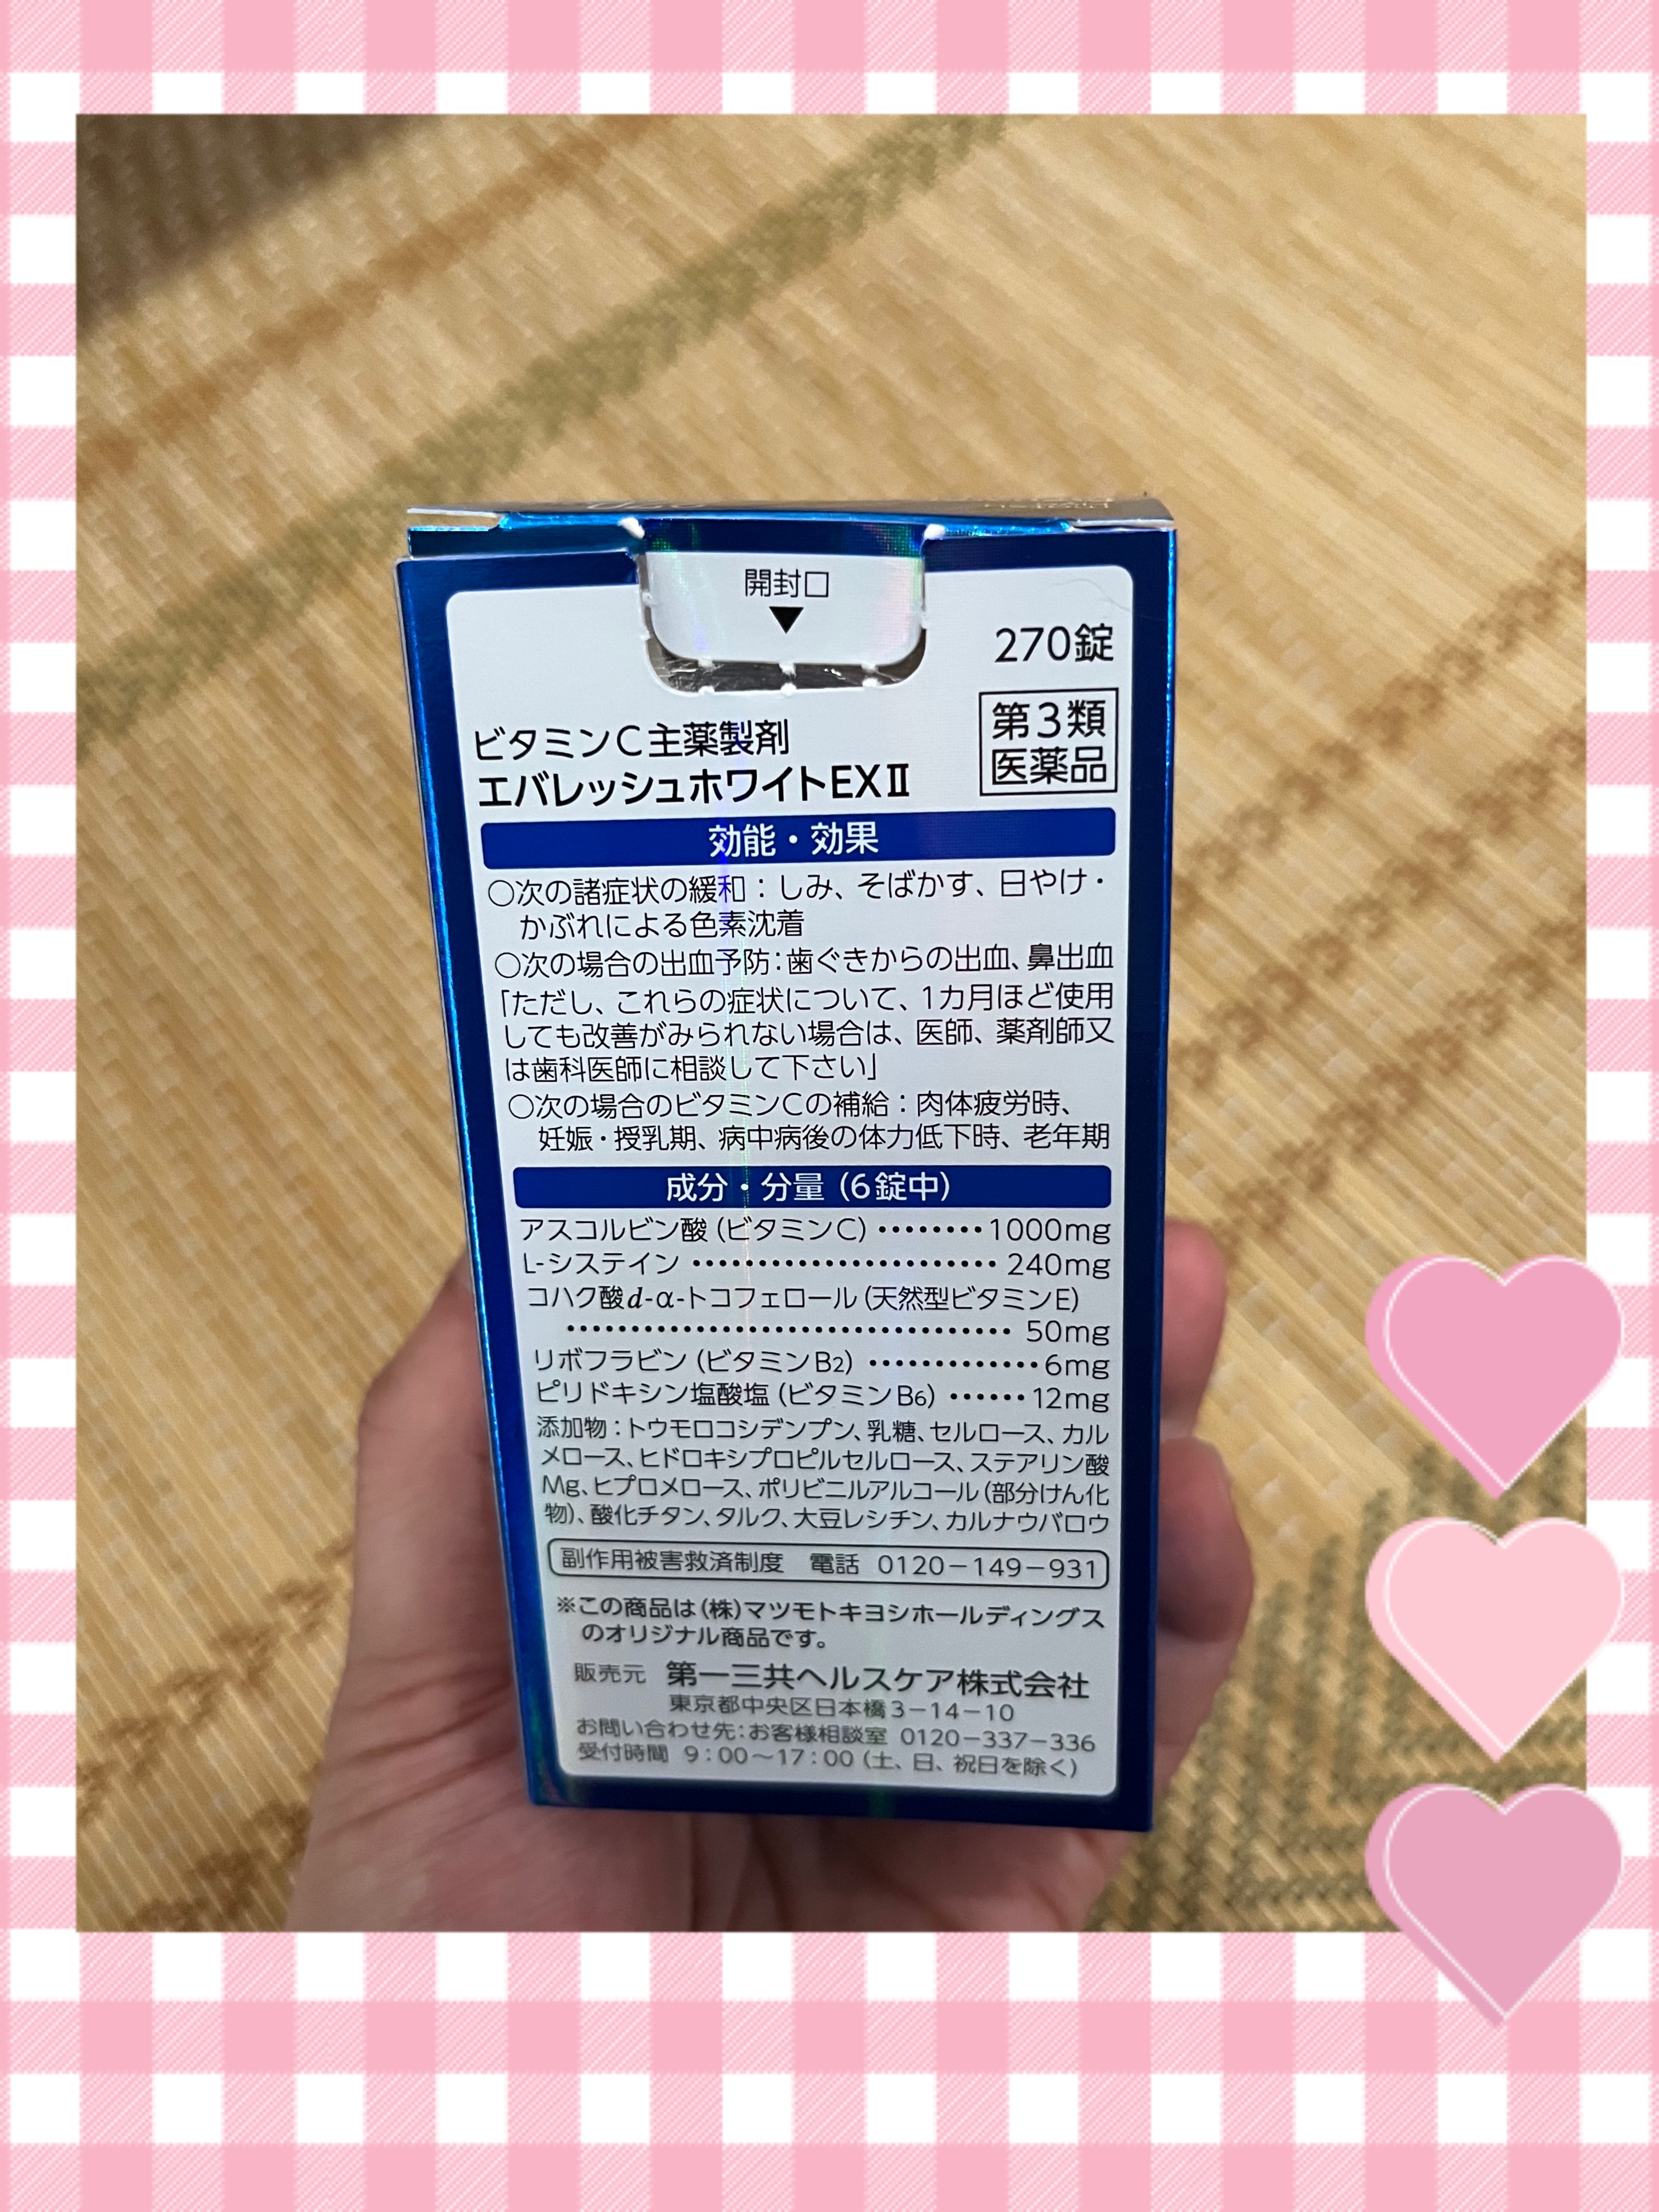 開封口
▼
270錠
第3類
医薬品
ビタミンC主薬製剤
エバレッシュホワイトEXⅡ
効能・効果
○次の諸症状の緩和：しみ、そばかす、日やけ・
かぶれによる色素沈着
○次の場合の出血予防：歯ぐきからの出血、鼻出血
「ただし、これらの症状について、1カ月ほど使用
しても改善がみられない場合は、医師、薬剤師又
は歯科医師に相談して下さい」
○次の場合のビタミンCの補給：肉体疲労時、
妊娠・授乳期、病中病後の体力低下時、老年期
成分・分量（6錠中）
アスコルビン酸（ビタミンC）‥‥‥‥1000mg
L-システイン‥‥‥‥‥‥‥‥‥‥‥‥240mg
コハク酸d-α-トコフェロール（天然型ビタミンE）
‥‥‥‥‥‥‥‥‥‥‥‥‥‥‥‥‥50mg
リボフラビン（ビタミンB2）‥‥‥‥‥‥6mg
ピリドキシン塩酸塩（ビタミンB6）‥‥‥12mg
添加物：トウモロコシデンプン、乳糖、セルロース、カル
メロース、ヒドロキシプロピルセルロース、ステアリン酸
Mg、ヒプロメロース、ポリビニルアルコール（部分けん化
物）、酸化チタン、タルク、大豆レシチン、カルナウバロウ
副作用被害救済制度　電話　0120－149－931
※この商品は（株）マツモトキヨシホールディングス
のオリジナル商品です。
販売元　第一三共ヘルスケア株式会社
東京都中央区日本橋3－14－10
お問い合わせ先：お客様相談室　0120－337－336
受付時間　9：00～17：00（土、日、祝日を除く）